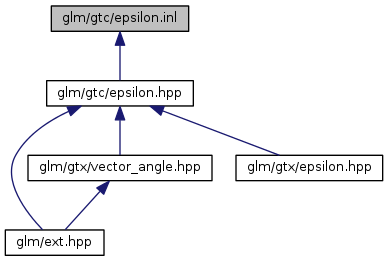 glm/gtc/epsilon.inl
glm/gtc/epsilon.hpp
glm/gtx/vector_angle.hpp
glm/gtx/epsilon.hpp
glm/ext.hpp